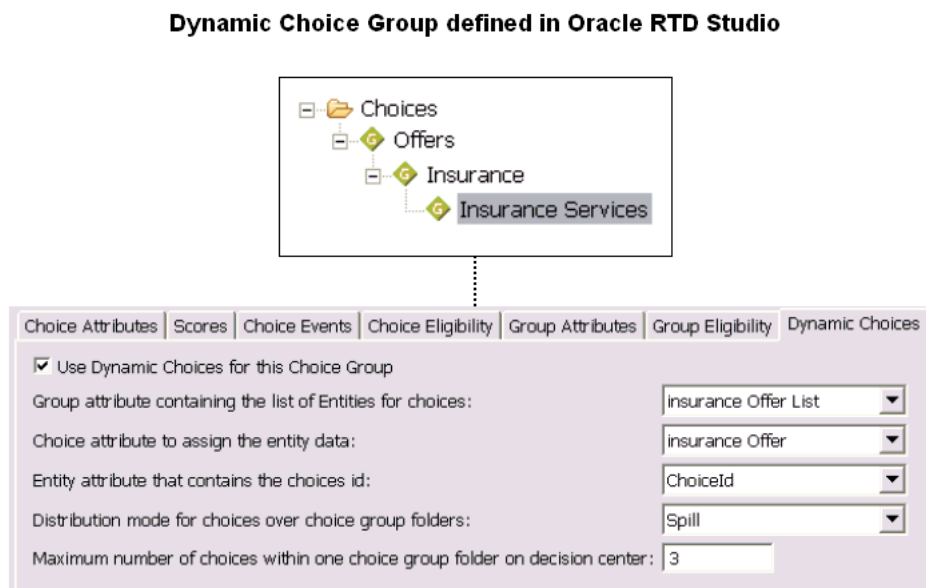 Dynamic Choice Group defined in Oracle RTD Studio
Choices
G Offers
G Insurance
G Insurance Services
Choice Attributes Scores Choice Events Choice Eligibility Group Attributes Group Eligibility Dynamic Choices
Use Dynamic Choices for this Choice Group
Group attribute containing the list of Entities for choices: insurance Offer List
Choice attribute to assign the entity data: insurance Offer
Entity attribute that contains the choices id: ChoiceId
Distribution mode for choices over choice group folders: Spill
Maximum number of choices within one choice group folder on decision center: 3